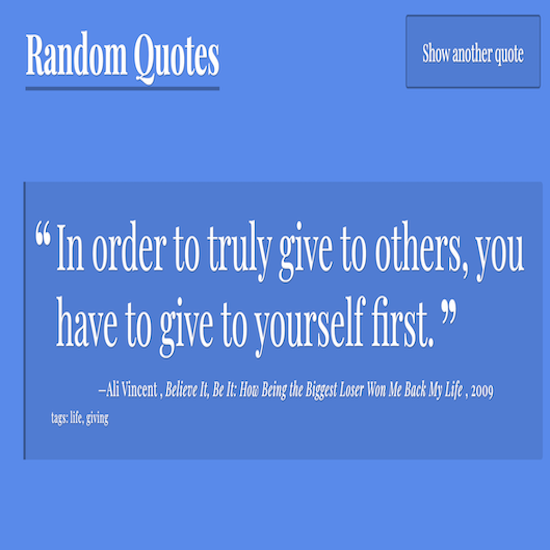 Random Quotes
Show another quote
“ In order to truly give to others, you
have to give to yourself first. ”
–Ali Vincent , Believe It, Be It: How Being the Biggest Loser Won Me Back My Life , 2009
tags: life, giving